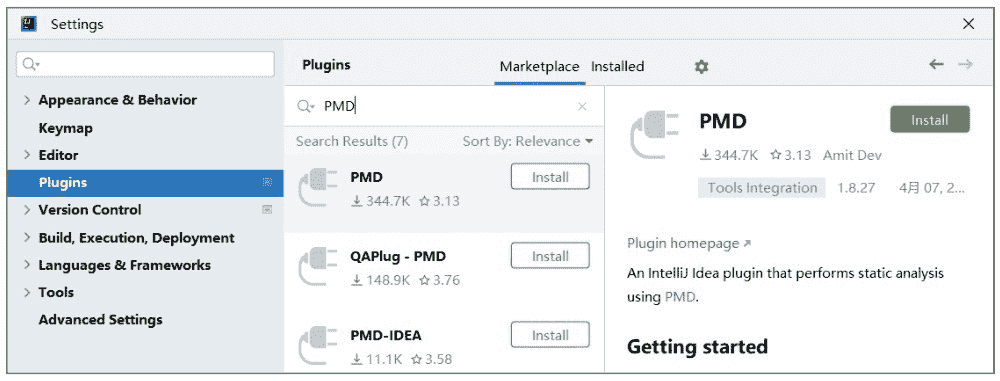 Settings
Appearance & Behavior
Keymap
Editor
Plugins
Version Control
Build, Execution, Deployment
Languages & Frameworks
Tools
Advanced Settings
Plugins
Marketplace Installed
PMD
Search Results (7) Sort By: Relevance
PMD Install
344.7K 3.13
QAPlug - PMD Install
148.9K 3.76
PMD-IDEA Install
11.1K 3.58
PMD Install
344.7K 3.13 Amit Dev
Tools Integration 1.8.27 4月 07, 2...
Plugin homepage
An IntelliJ Idea plugin that performs static analysis
using PMD.
Getting started